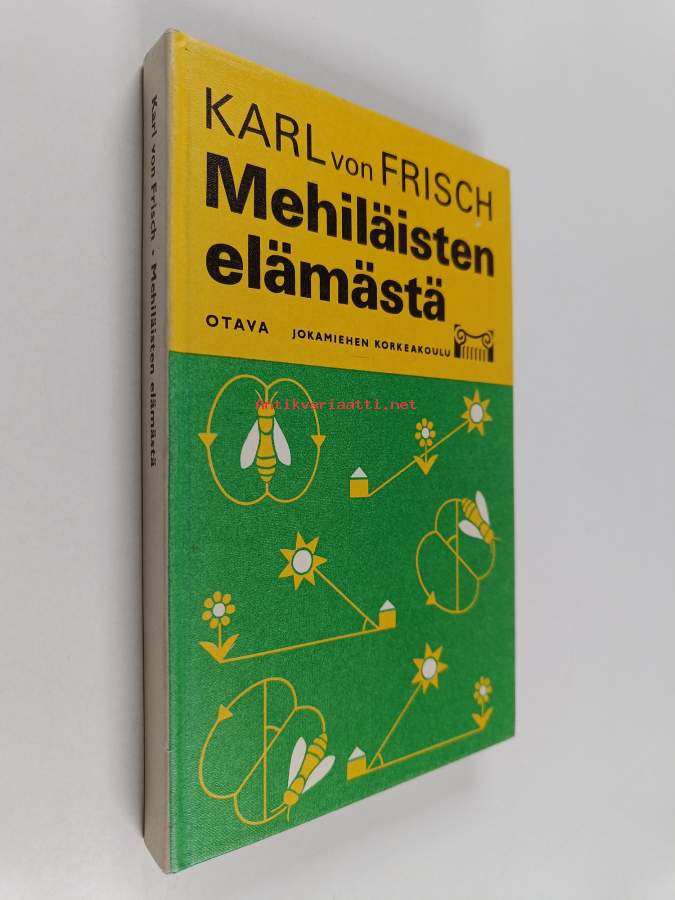 Karl von Frisch • Mehiläisten elämästä
KARL von FRISCH
Mehiläisten
elämästä
OTAVA JOKAMIEHEN KORKEAKOULU
Antikvariaatti.net